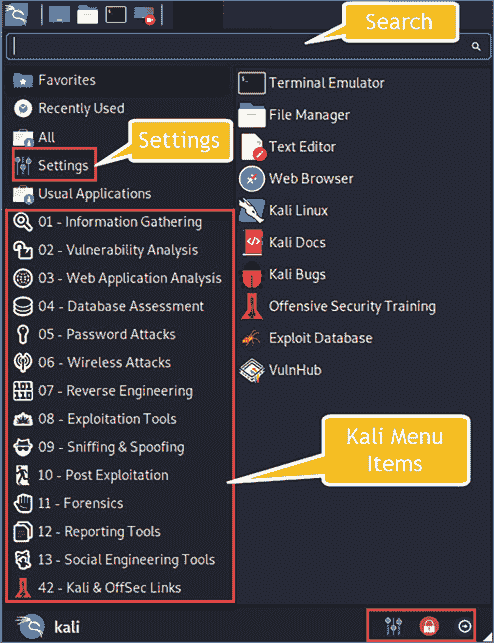 Search
Favorites
Recently Used
All
Settings
Settings
Usual Applications
01 - Information Gathering
02 - Vulnerability Analysis
03 - Web Application Analysis
04 - Database Assessment
05 - Password Attacks
06 - Wireless Attacks
07 - Reverse Engineering
08 - Exploitation Tools
09 - Sniffing & Spoofing
10 - Post Exploitation
11 - Forensics
12 - Reporting Tools
13 - Social Engineering Tools
42 - Kali & OffSec Links
Terminal Emulator
File Manager
Text Editor
Web Browser
Kali Linux
Kali Docs
Kali Bugs
Offensive Security Training
Exploit Database
VulnHub
Kali Menu
Items
kali